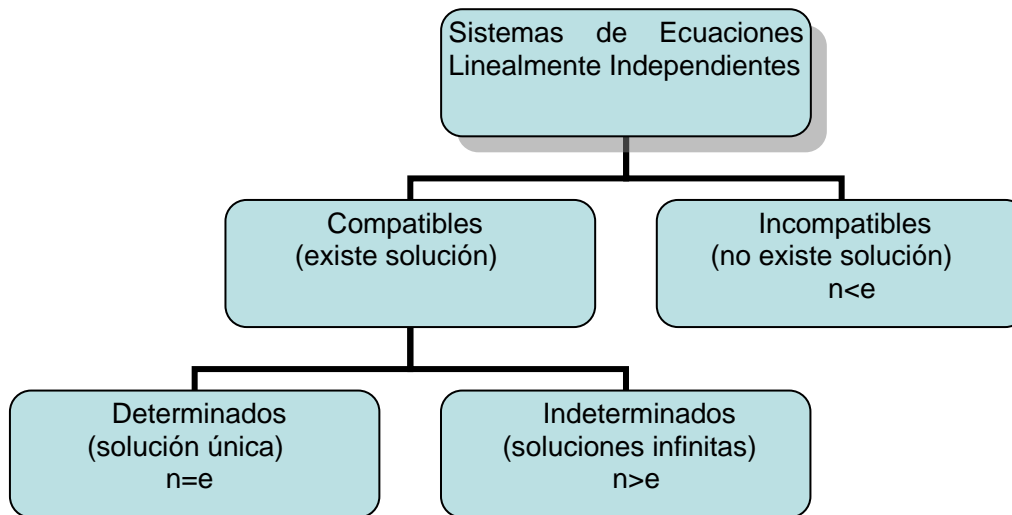 Sistemas de Ecuaciones
Linealmente Independientes
Compatibles
(existe solución)
Incompatibles
(no existe solución)
n<e
Determinados
(solución única)
n=e
Indeterminados
(soluciones infinitas)
n>e